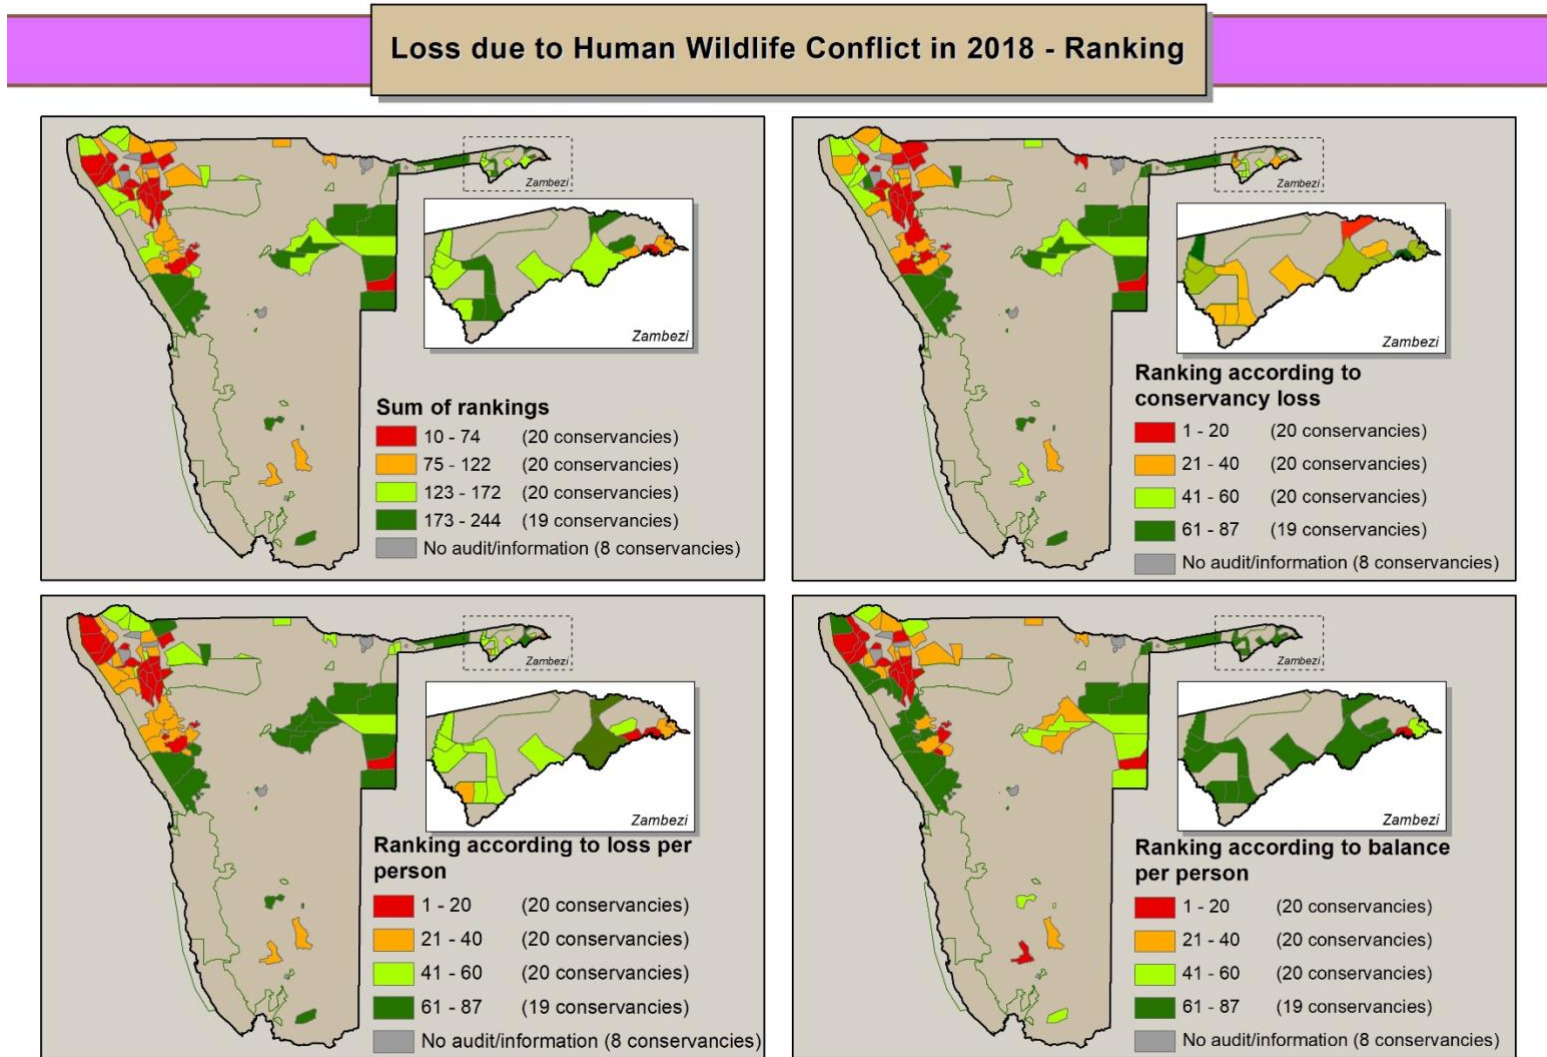 Loss due to Human Wildlife Conflict in 2018 - Ranking
Zambezi
Zambezi
Sum of rankings
10 - 74 (20 conservancies)
75 - 122 (20 conservancies)
123 - 172 (20 conservancies)
173 - 244 (19 conservancies)
No audit/information (8 conservancies)
Zambezi
Zambezi
Ranking according to
conservancy loss
1 - 20 (20 conservancies)
21 - 40 (20 conservancies)
41 - 60 (20 conservancies)
61 - 87 (19 conservancies)
No audit/information (8 conservancies)
Zambezi
Zambezi
Ranking according to loss per
person
1 - 20 (20 conservancies)
21 - 40 (20 conservancies)
41 - 60 (20 conservancies)
61 - 87 (19 conservancies)
No audit/information (8 conservancies)
Zambezi
Zambezi
Ranking according to balance
per person
1 - 20 (20 conservancies)
21 - 40 (20 conservancies)
41 - 60 (20 conservancies)
61 - 87 (19 conservancies)
No audit/information (8 conservancies)